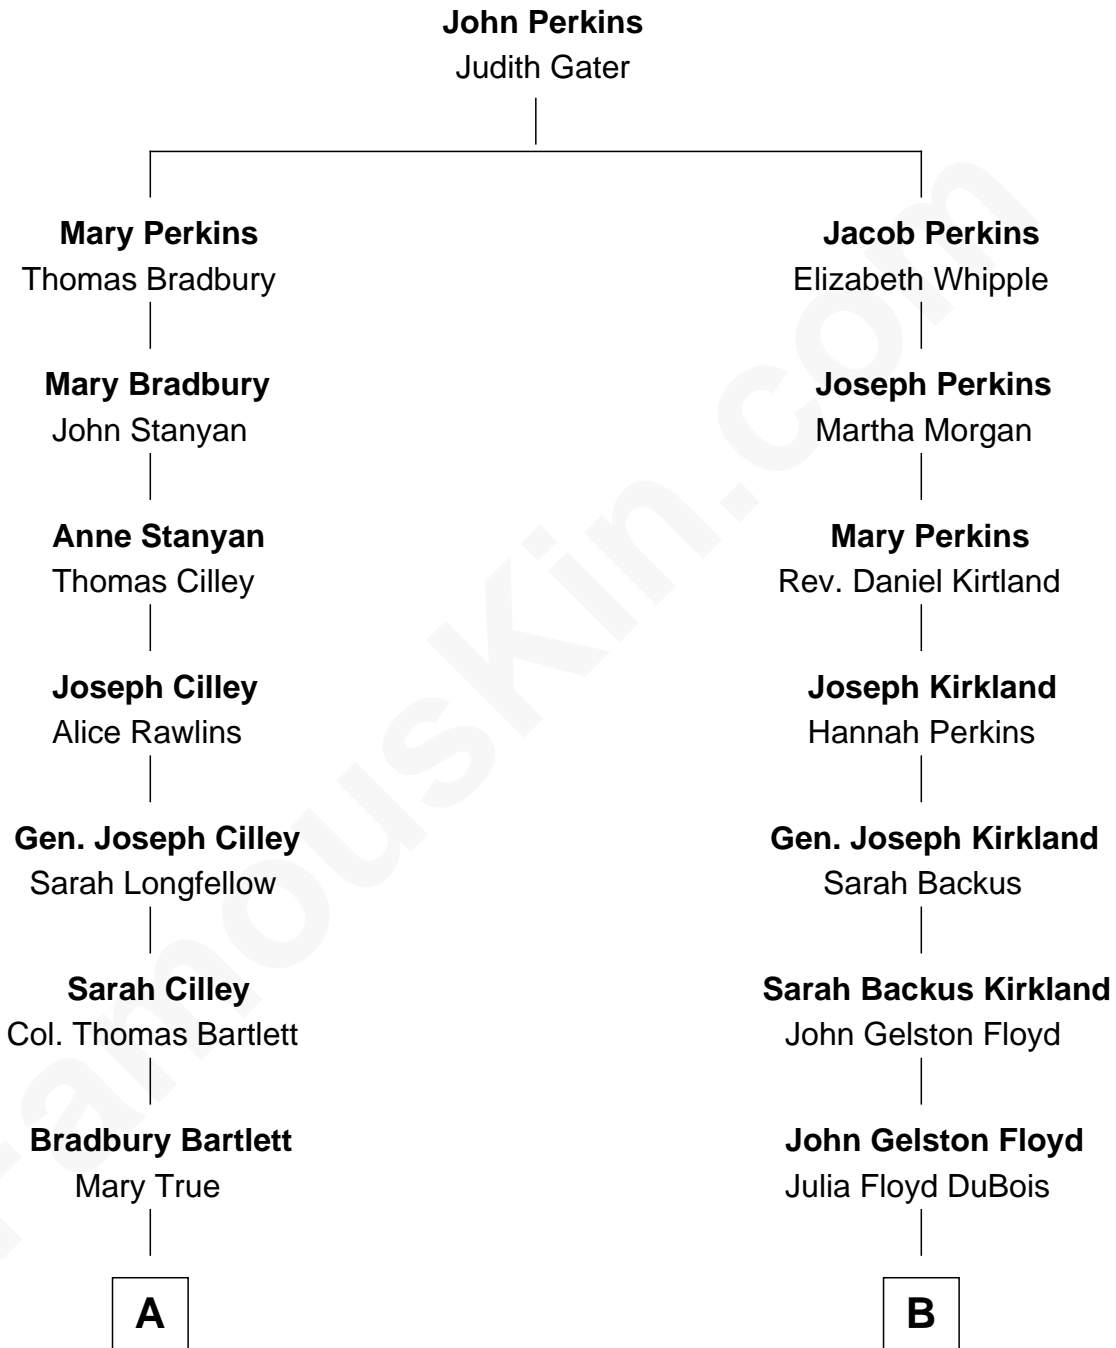 John Perkins
Judith Gater
Mary Perkins
Thomas Bradbury
Jacob Perkins
Elizabeth Whipple
Mary Bradbury
John Stanyan
Joseph Perkins
Martha Morgan
Anne Stanyan
Thomas Cilley
Mary Perkins
Rev. Daniel Kirtland
Joseph Cilley
Alice Rawlins
Joseph Kirkland
Hannah Perkins
Gen. Joseph Cilley
Sarah Longfellow
Gen. Joseph Kirkland
Sarah Backus
Sarah Cilley
Col. Thomas Bartlett
Sarah Backus Kirkland
John Gelston Floyd
Bradbury Bartlett
Mary True
John Gelston Floyd
Julia Floyd DuBois
A
B
FamousKin.com